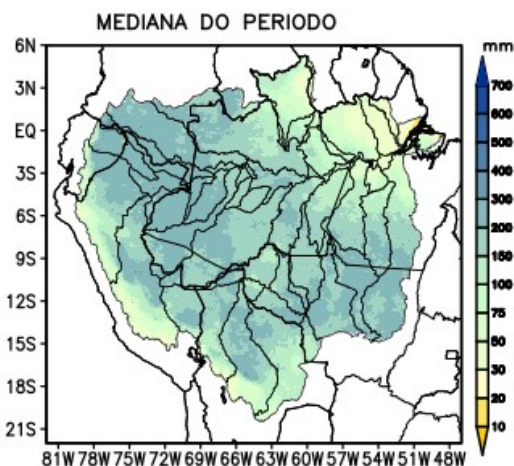 MEDIANA DO PERIODO
mm
6N
3N
EQ
3S
6S
9S
12S
15S
18S
21S
81W 78W 75W 72W 69W 66W 63W 60W 57W 54W 51W 48W
700
600
500
400
300
200
150
100
75
50
30
20
10